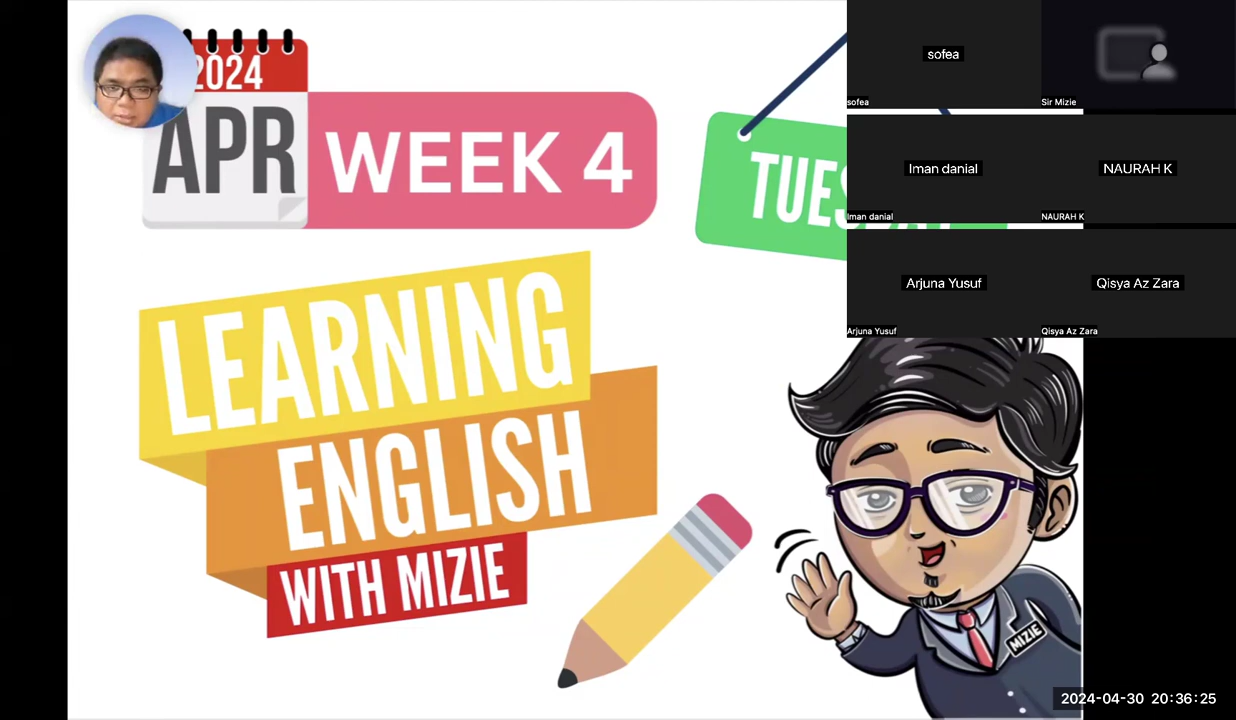 2024
APR
WEEK 4
LEARNING
ENGLISH
WITH MIZIE
MIZIE
sofea
sofea
Sir Mizie
Iman danial
NAURAH K
Iman danial
NAURAH K
Arjuna Yusuf
Qisya Az Zara
Arjuna Yusuf
Qisya Az Zara
2024-04-30 20:36:25